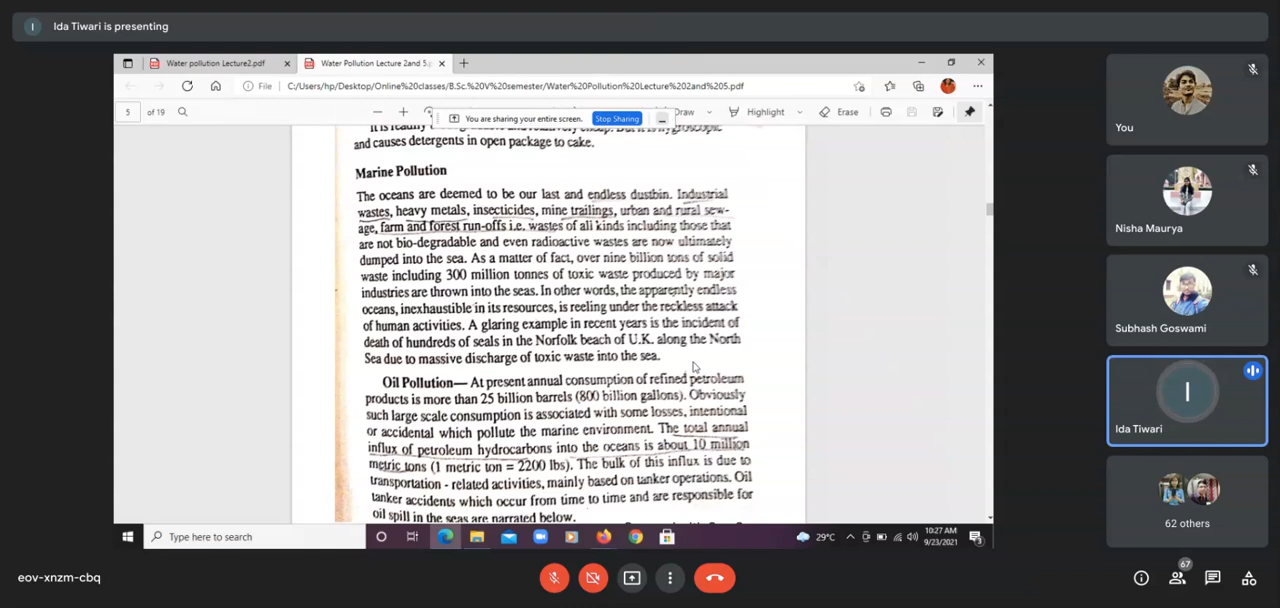 Ida Tiwari is presenting
Water pollution Lecture2.pdf
Water Pollution Lecture 2and 5.p
File
C:/Users/hp/Desktop/Online%20classes/B.Sc.%20V%20semester/Water%20Pollution%20Lecture%202and%205.pdf
5 of 19
You are sharing your entire screen.
Stop Sharing
Draw
Highlight
Erase
and causes detergents in open package to cake.
Marine Pollution
The oceans are deemed to be our last and endless dustbin. Industrial
wastes, heavy metals, insecticides, mine trailings, urban and rural sew-
age, farm and forest run-offs i.e. wastes of all kinds including those that
are not bio-degradable and even radioactive wastes are now ultimately
dumped into the sea. As a matter of fact, over nine billion tons of solid
waste including 300 million tonnes of toxic waste produced by major
industries are thrown into the seas. In other words, the apparently endless
oceans, inexhaustible in its resources, is reeling under the reckless attack
of human activities. A glaring example in recent years is the incident of
death of hundreds of seals in the Norfolk beach of U.K. along the North
Sea due to massive discharge of toxic waste into the sea.
Oil Pollution— At present annual consumption of refined petroleum
products is more than 25 billion barrels (800 billion gallons). Obviously
such large scale consumption is associated with some losses, intentional
or accidental which pollute the marine environment. The total annual
influx of petroleum hydrocarbons into the oceans is about 10 million
metric tons (1 metric ton = 2200 lbs). The bulk of this influx is due to
transportation - related activities, mainly based on tanker operations. Oil
tanker accidents which occur from time to time and are responsible for
oil spill in the seas are narrated below.
Type here to search
29°C
10:27 AM
9/23/2021
3
You
Nisha Maurya
Subhash Goswami
I
Ida Tiwari
62 others
eov-xnzm-cbq
67